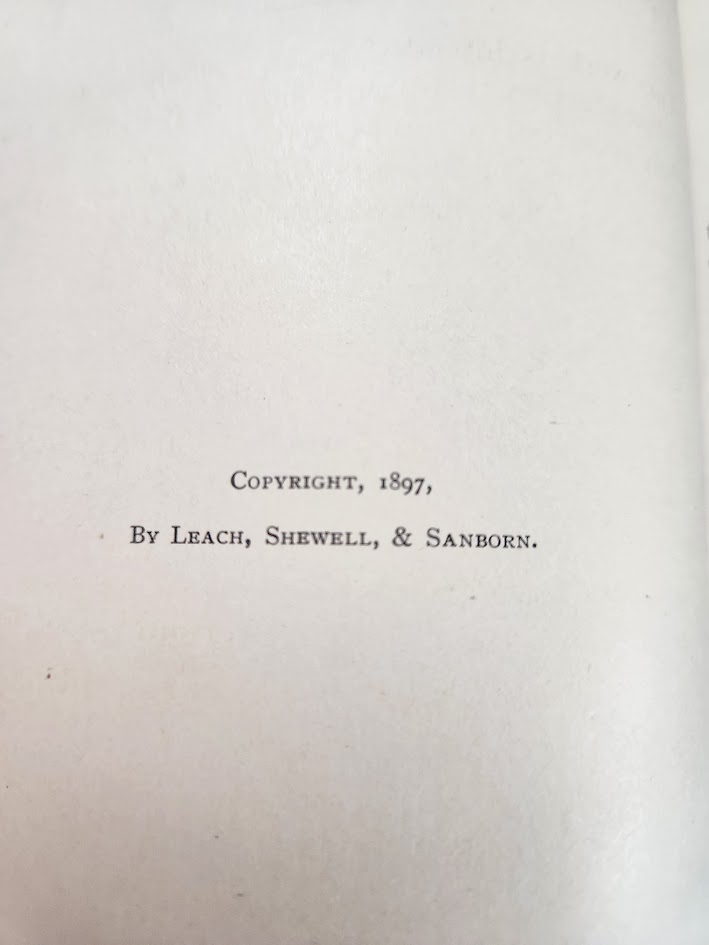 Copyright, 1897,
By Leach, Shewell, & Sanborn.